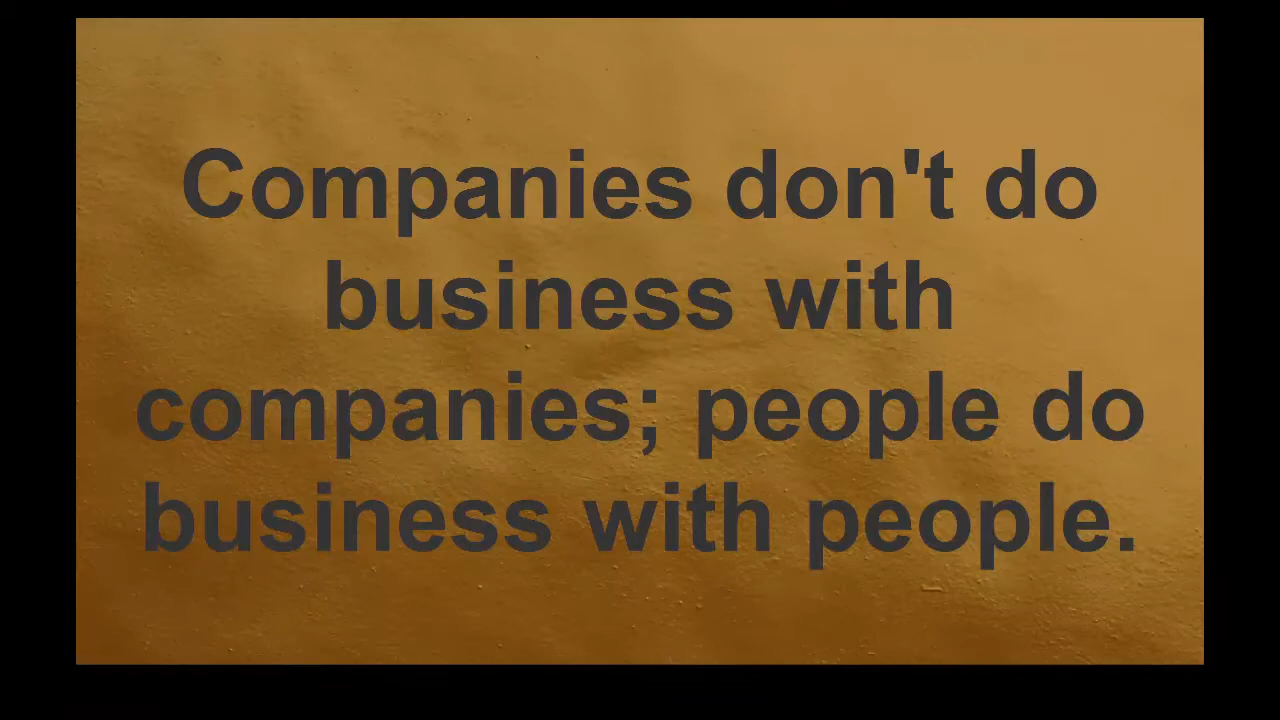 Companies don't do
business with
companies; people do
business with people.